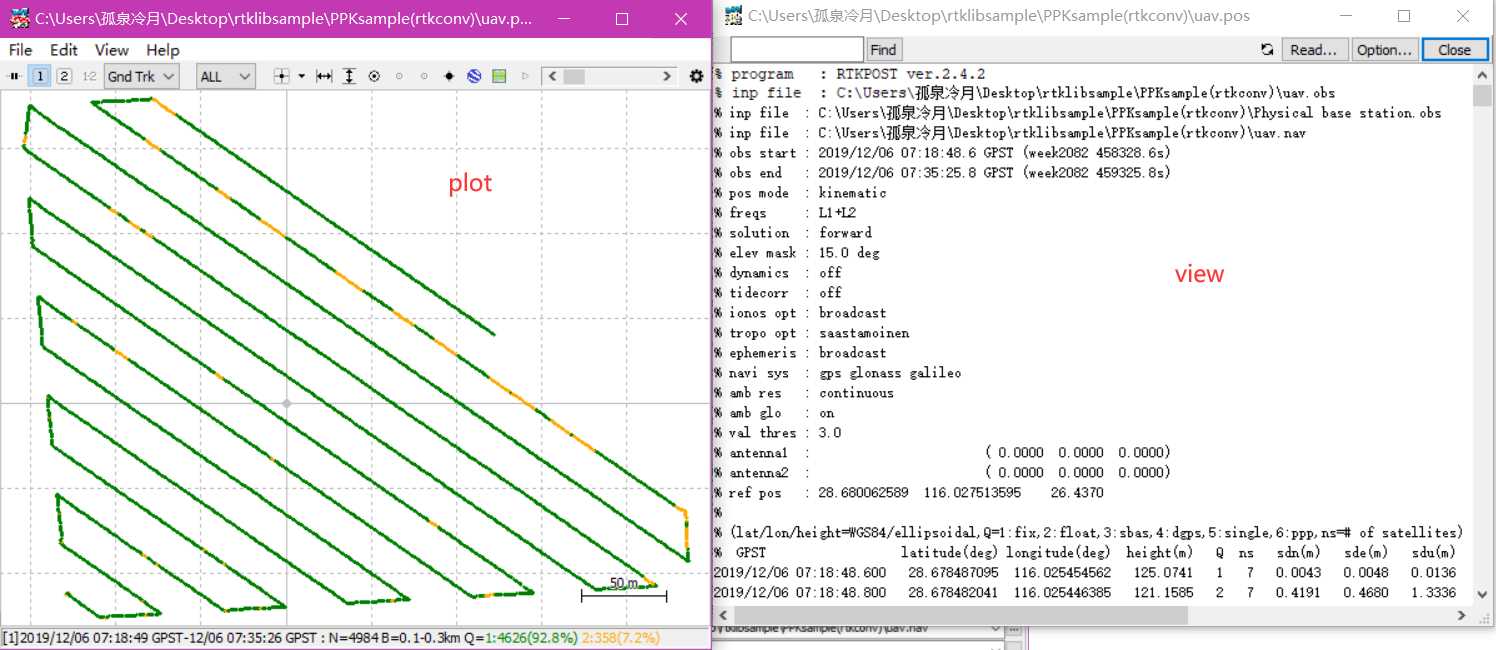 C:\Users\孤泉冷月\Desktop\rtklibsample\PPKsample(rtkconv)\uav.p...
File Edit View Help
1 2 1-2 Gnd Trk ALL
plot
50 m
[1]2019/12/06 07:18:49 GPST-12/06 07:35:26 GPST : N=4984 B=0.1-0.3km Q=1:4626(92.8%) 2:358(7.2%)
C:\Users\孤泉冷月\Desktop\rtklibsample\PPKsample(rtkconv)\uav.pos
Find Read... Option... Close
% program : RTKPOST ver.2.4.2
% inp file : C:\Users\孤泉冷月\Desktop\rtklibsample\PPKsample(rtkconv)\uav.obs
% inp file : C:\Users\孤泉冷月\Desktop\rtklibsample\PPKsample(rtkconv)\Physical base station.obs
% inp file : C:\Users\孤泉冷月\Desktop\rtklibsample\PPKsample(rtkconv)\uav.nav
% obs start : 2019/12/06 07:18:48.6 GPST (week2082 458328.6s)
% obs end : 2019/12/06 07:35:25.8 GPST (week2082 459325.8s)
% pos mode : kinematic
% freqs : L1+L2
% solution : forward
% elev mask : 15.0 deg
% dynamics : off
% tidecorr : off
% ionos opt : broadcast
% tropo opt : saastamoinen
% ephemeris : broadcast
% navi sys : gps glonass galileo
% amb res : continuous
% amb glo : on
% val thres : 3.0
% antenna1 : ( 0.0000 0.0000 0.0000)
% antenna2 : ( 0.0000 0.0000 0.0000)
% ref pos : 28.680062589 116.027513595 26.4370
%
% (lat/lon/height=WGS84/ellipsoidal,Q=1:fix,2:float,3:sbas,4:dgps,5:single,6:ppp,ns=# of satellites)
% GPST latitude(deg) longitude(deg) height(m) Q ns sdn(m) sde(m) sdu(m)
2019/12/06 07:18:48.600 28.678487095 116.025454562 125.0741 1 7 0.0043 0.0048 0.0136
2019/12/06 07:18:48.800 28.678482041 116.025446385 121.1585 2 7 0.4191 0.4680 1.3336
view
\rtklibsample\PPKsample(rtkconv)\uav.nav